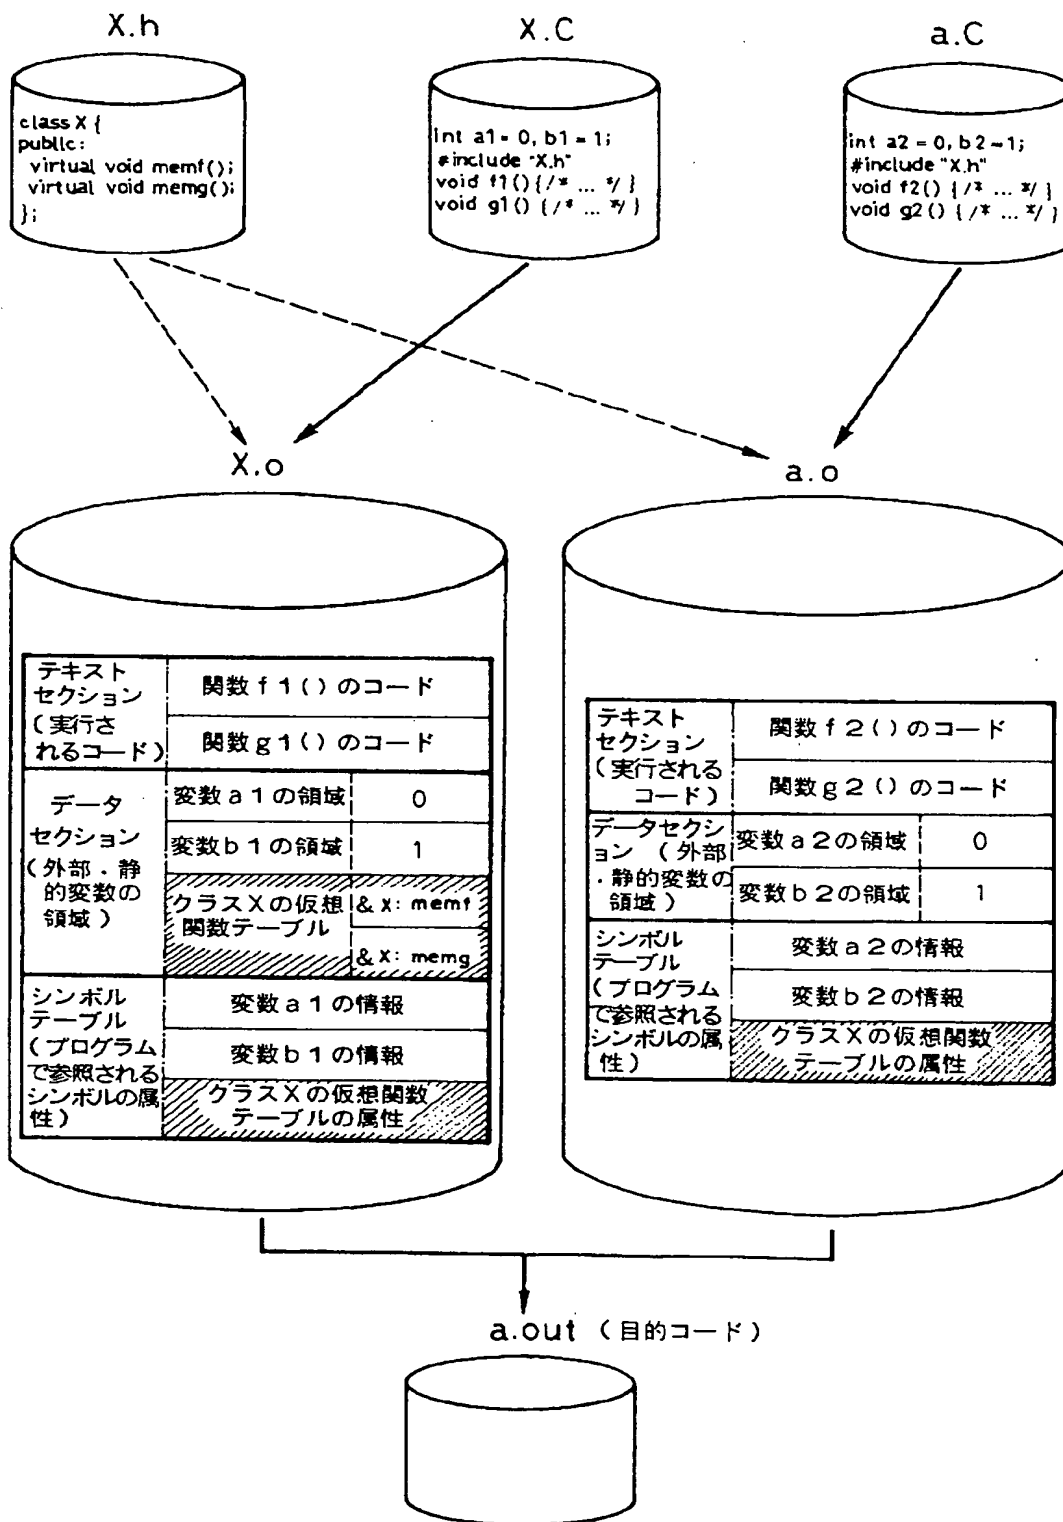 X.h
X.C
a.C
class X {
public:
virtual void memf();
virtual void memg();
};
int a1 = 0, b1 = 1;
#include "X.h"
void f1() {/* ... */ }
void g1() {/* ... */ }
int a2 = 0, b2 = 1;
#include "X.h"
void f2() {/* ... */ }
void g2() {/* ... */ }
X.o
a.o
テキスト
セクション
(実行さ
れるコード)
関数f1()のコード
関数g1()のコード
データ
セクション
(外部．静
的変数の
領域)
変数a1の領域
0
変数b1の領域
1
クラスXの仮想
関数テーブル
& X: memf
& X: memg
シンボル
テーブル
(プログラム
で参照される
シンボルの属
性)
変数a1の情報
変数b1の情報
クラスXの仮想関数
テーブルの属性
テキスト
セクション
(実行される
コード)
関数f2()のコード
関数g2()のコード
データセクシ
ョン (外部
．静的変数の
領域)
変数a2の領域
0
変数b2の領域
1
シンボル
テーブル
(プログラム
で参照される
シンボルの属
性)
変数a2の情報
変数b2の情報
クラスXの仮想関数
テーブルの属性
a.out (目的コード)